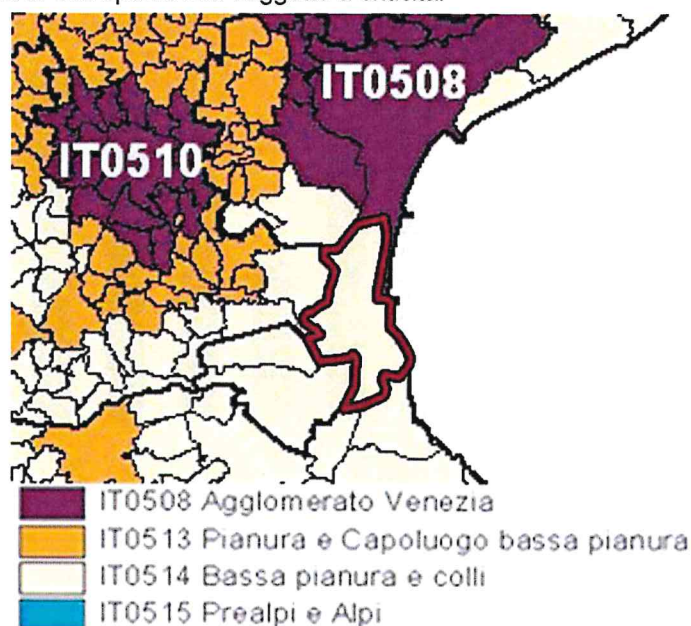 IT0508
IT0510
IT0508 Agglomerato Venezia
IT0513 Pianura e Capoluogo bassa pianura
IT0514 Bassa pianura e colli
IT0515 Prealpi e Alpi